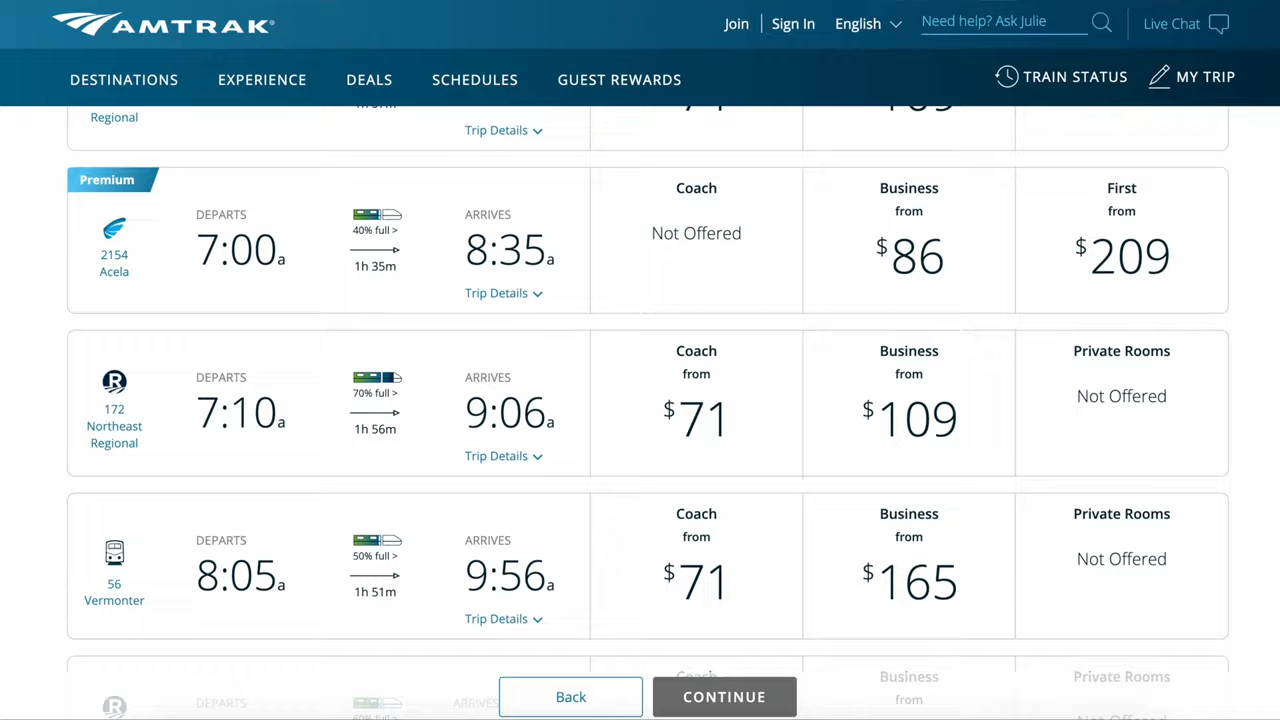 AMTRAK®
Join
Sign In
English
Need help? Ask Julie
Live Chat
DESTINATIONS
EXPERIENCE
DEALS
SCHEDULES
GUEST REWARDS
TRAIN STATUS
MY TRIP
Regional
Trip Details
Premium
2154
Acela
DEPARTS
7:00a
40% full >
1h 35m
ARRIVES
8:35a
Trip Details
Coach
Not Offered
Business
from
$86
First
from
$209
172
Northeast
Regional
DEPARTS
7:10a
70% full >
1h 56m
ARRIVES
9:06a
Trip Details
Coach
from
$71
Business
from
$109
Private Rooms
Not Offered
56
Vermonter
DEPARTS
8:05a
50% full >
1h 51m
ARRIVES
9:56a
Trip Details
Coach
from
$71
Business
from
$165
Private Rooms
Not Offered
DEPARTS
ARRIVES
Coach
Business
from
Private Rooms
Back
CONTINUE